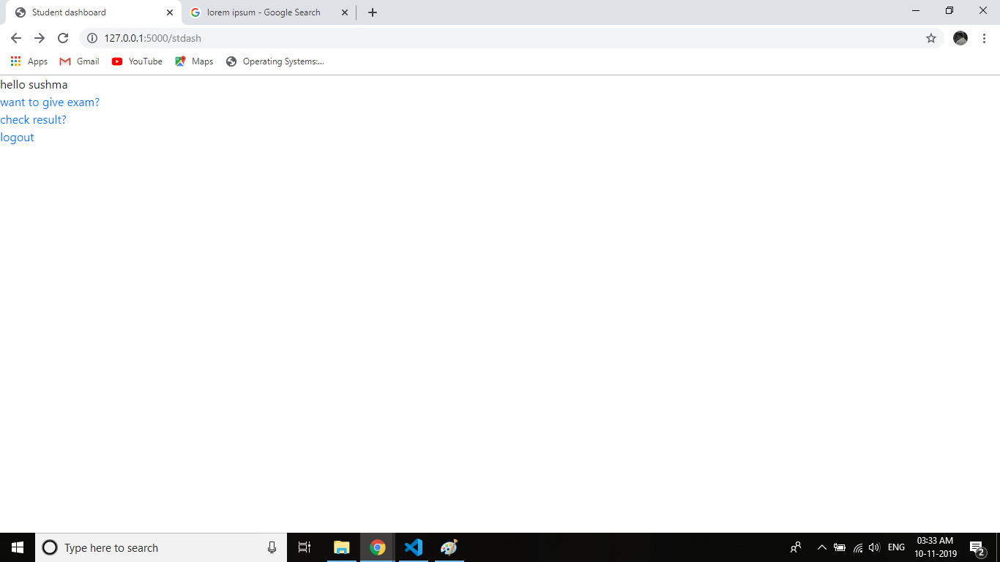 Student dashboard
lorem ipsum - Google Search
127.0.0.1:5000/stdash
Apps
Gmail
YouTube
Maps
Operating Systems:...
hello sushma
want to give exam?
check result?
logout
Type here to search
ENG
03:33 AM
10-11-2019
2